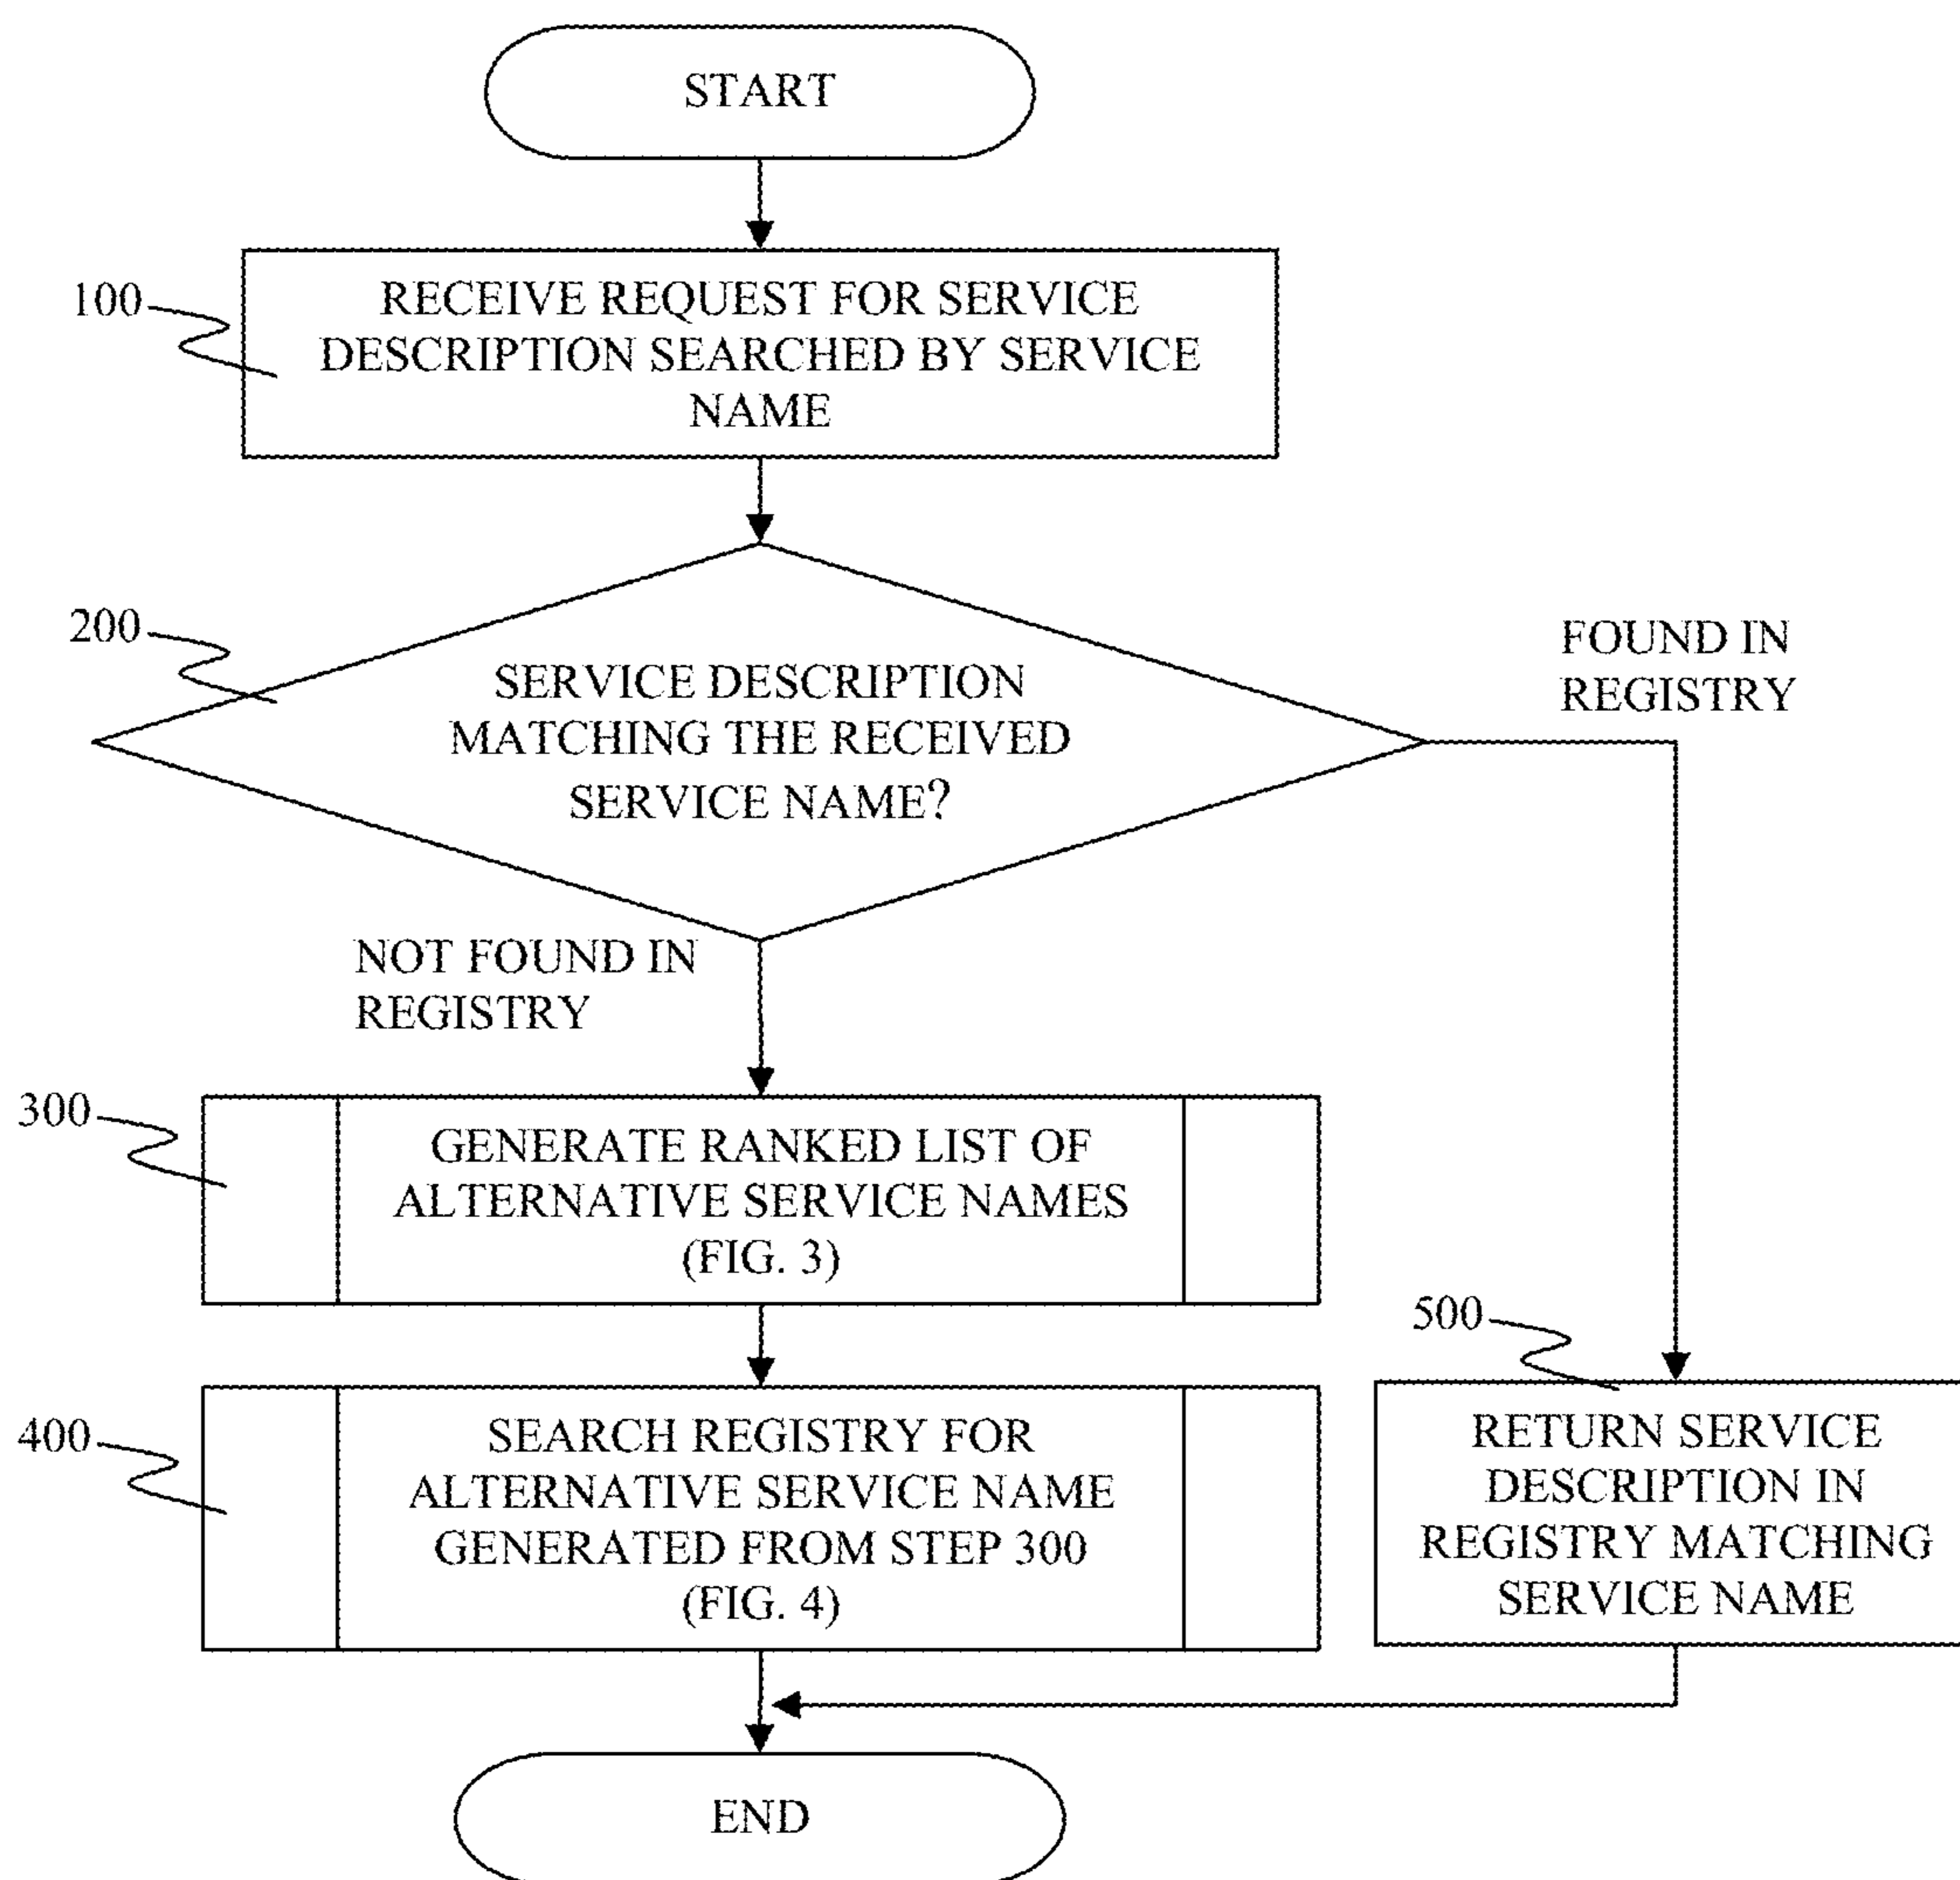 START
100
RECEIVE REQUEST FOR SERVICE
DESCRIPTION SEARCHED BY SERVICE
NAME
200
SERVICE DESCRIPTION
MATCHING THE RECEIVED
SERVICE NAME?
FOUND IN
REGISTRY
NOT FOUND IN
REGISTRY
300
GENERATE RANKED LIST OF
ALTERNATIVE SERVICE NAMES
(FIG. 3)
400
SEARCH REGISTRY FOR
ALTERNATIVE SERVICE NAME
GENERATED FROM STEP 300
(FIG. 4)
500
RETURN SERVICE
DESCRIPTION IN
REGISTRY MATCHING
SERVICE NAME
END